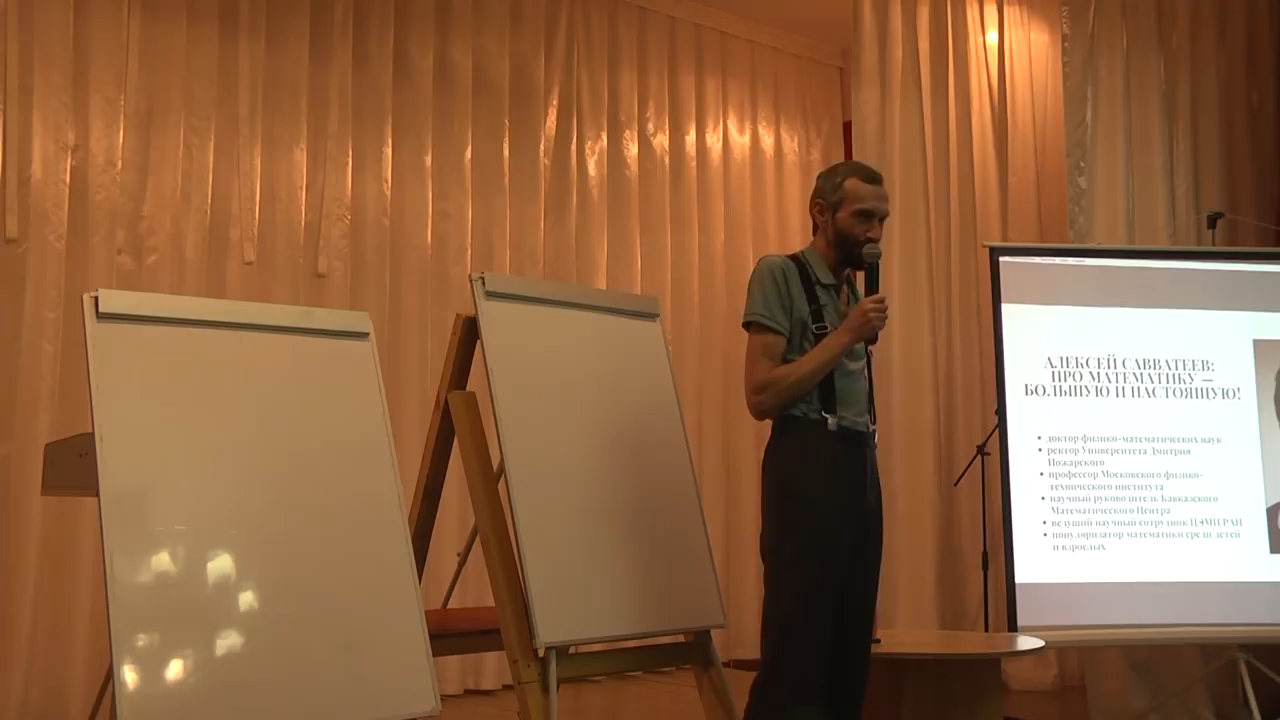 АЛЕКСЕЙ САВВАТЕЕВ:
ПРО МАТЕМАТИКУ —
БОЛЬШУЮ И НАСТОЯЩУЮ!
• доктор физико-математических наук
• ректор Университета Дмитрия
Пожарского
• профессор Московского физико-
технического института
• научный руководитель Кавказского
Математического Центра
• ведущий научный сотрудник ЦЭМИ РАН
• популяризатор математики среди детей
и взрослых